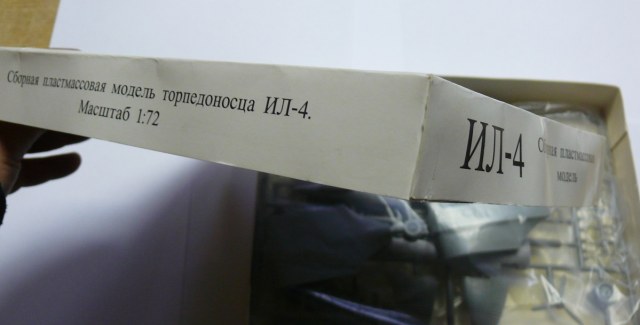 Сборная пластмассовая модель торпедоносца ИЛ-4.
Масштаб 1:72
ИЛ-4
Сборная пластмассовая
модель